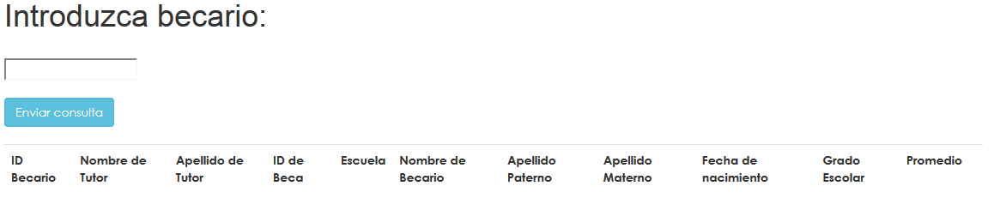 Introduzca becario:
Enviar consulta
ID Becario Nombre de Tutor Apellido de Tutor ID de Beca Escuela Nombre de Becario Apellido Paterno Apellido Materno Fecha de nacimiento Grado Escolar Promedio